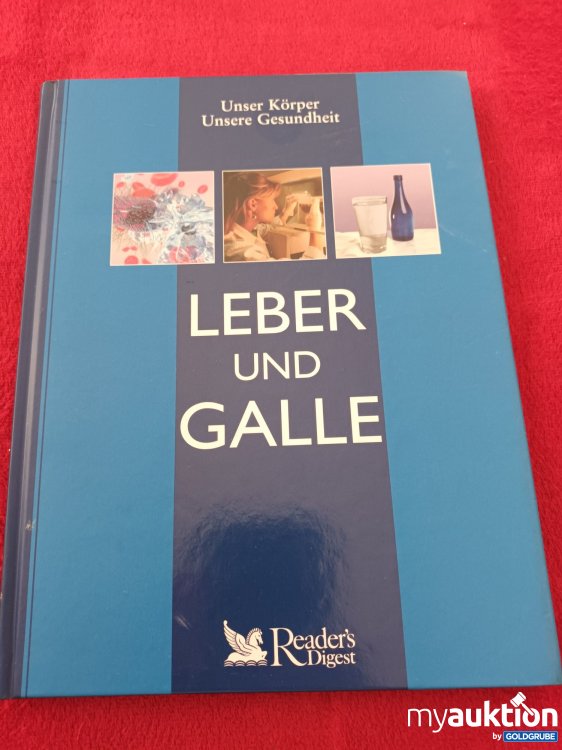 Unser Körper
Unsere Gesundheit
LEBER
UND
GALLE
Reader's
Digest
myauktion
by GOLDGRUBE